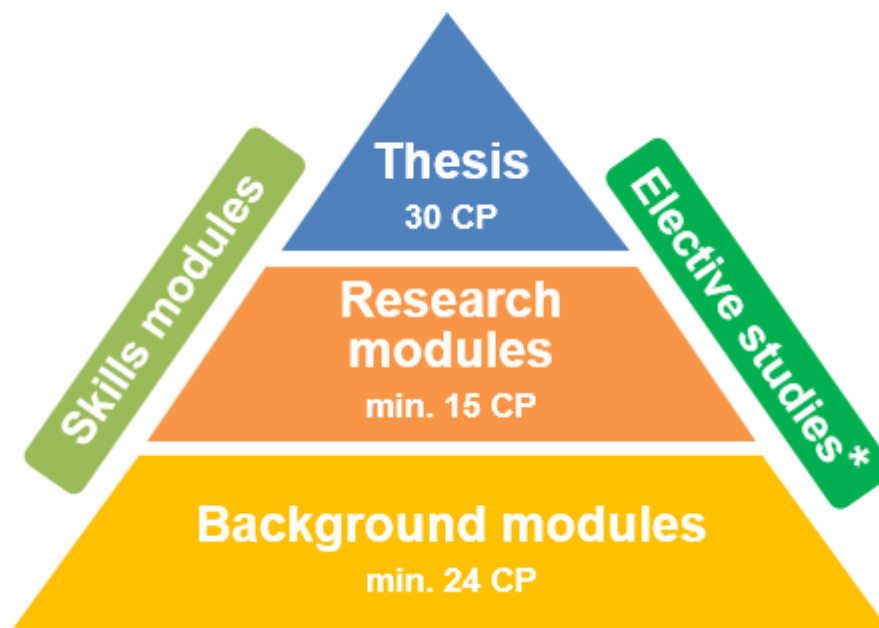 Thesis
30 CP
Skills modules
Elective studies*
Research
modules
min. 15 CP
Background modules
min. 24 CP